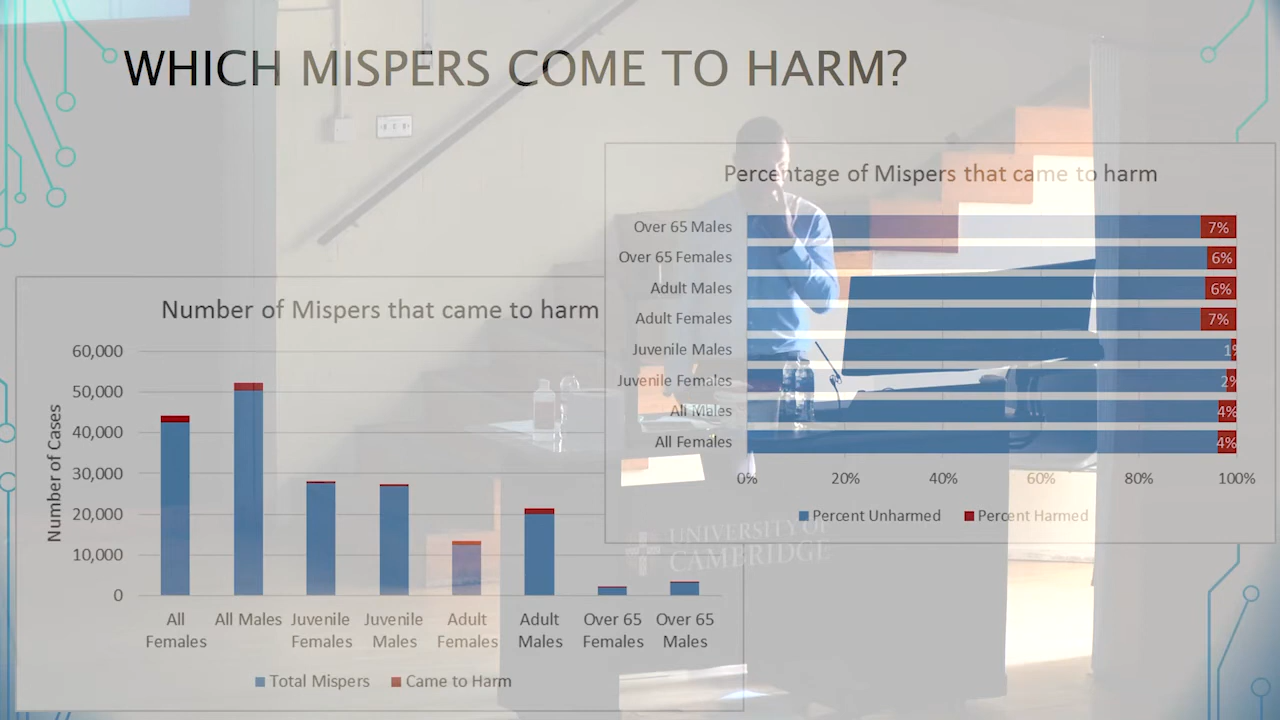 WHICH MISPERS COME TO HARM?
Percentage of Mispers that came to harm
Over 65 Males
7%
Over 65 Females
6%
Adult Males
6%
Adult Females
7%
Juvenile Males
1%
Juvenile Females
2%
All Males
4%
All Females
4%
0%
20%
40%
60%
80%
100%
Percent Unharmed
Percent Harmed
Number of Mispers that came to harm
Number of Cases
60,000
50,000
40,000
30,000
20,000
10,000
0
All
Females
All Males
Juvenile
Females
Juvenile
Males
Adult
Females
Adult
Males
Over 65
Females
Over 65
Males
Total Mispers
Came to Harm
UNIVERSITY OF
CAMBRIDGE